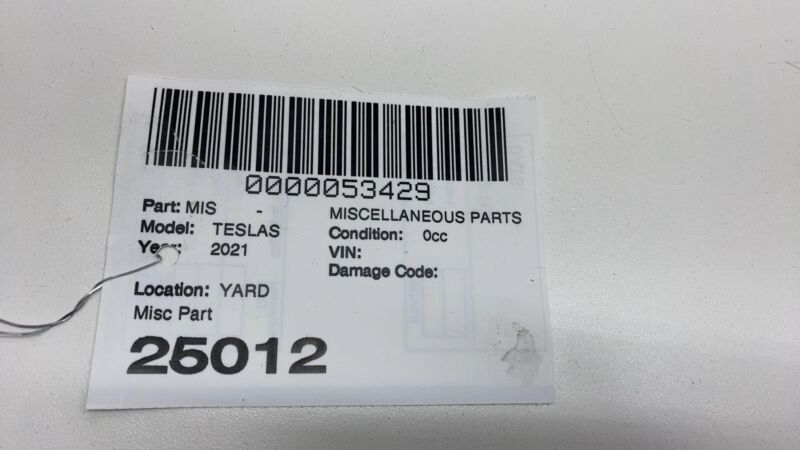 0000053429
Part: MIS - MISCELLANEOUS PARTS
Model: TESLAS Condition: 0cc
Year: 2021 VIN:
Damage Code:
Location: YARD
Misc Part
25012